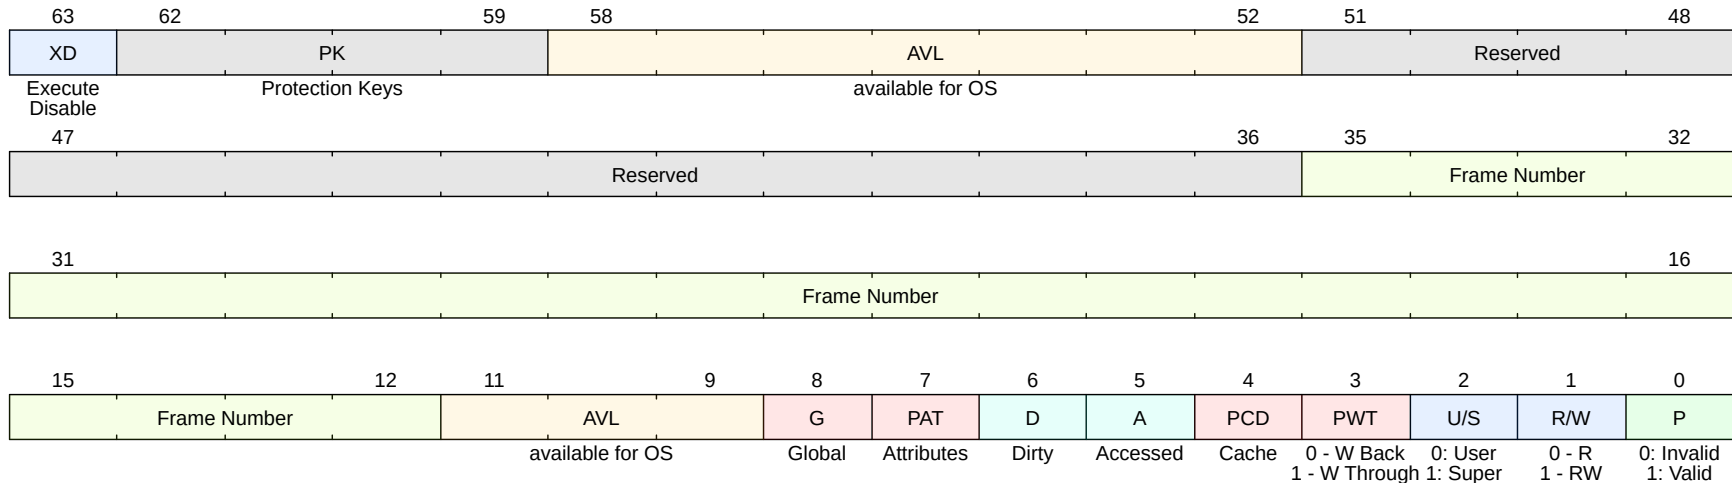 63 62 59 58 52 51 48
XD PK AVL Reserved
Execute Protection Keys available for OS
Disable
47 36 35 32
Reserved Frame Number
31 16
Frame Number
15 12 11 9 8 7 6 5 4 3 2 1 0
Frame Number AVL G PAT D A PCD PWT U/S R/W P
available for OS Global Attributes Dirty Accessed Cache 0 - W Back 0: User 0 - R 0: Invalid
1 - W Through 1: Super 1 - RW 1: Valid